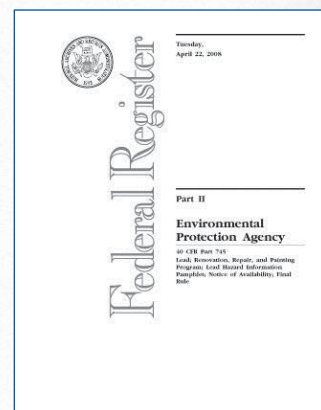 Federal Register
Tuesday,
April 22, 2008
Part II
Environmental
Protection Agency
40 CFR Part 745
Lead; Renovation, Repair, and Painting
Program; Lead Hazard Information
Pamphlet; Notice of Availability; Final
Rule